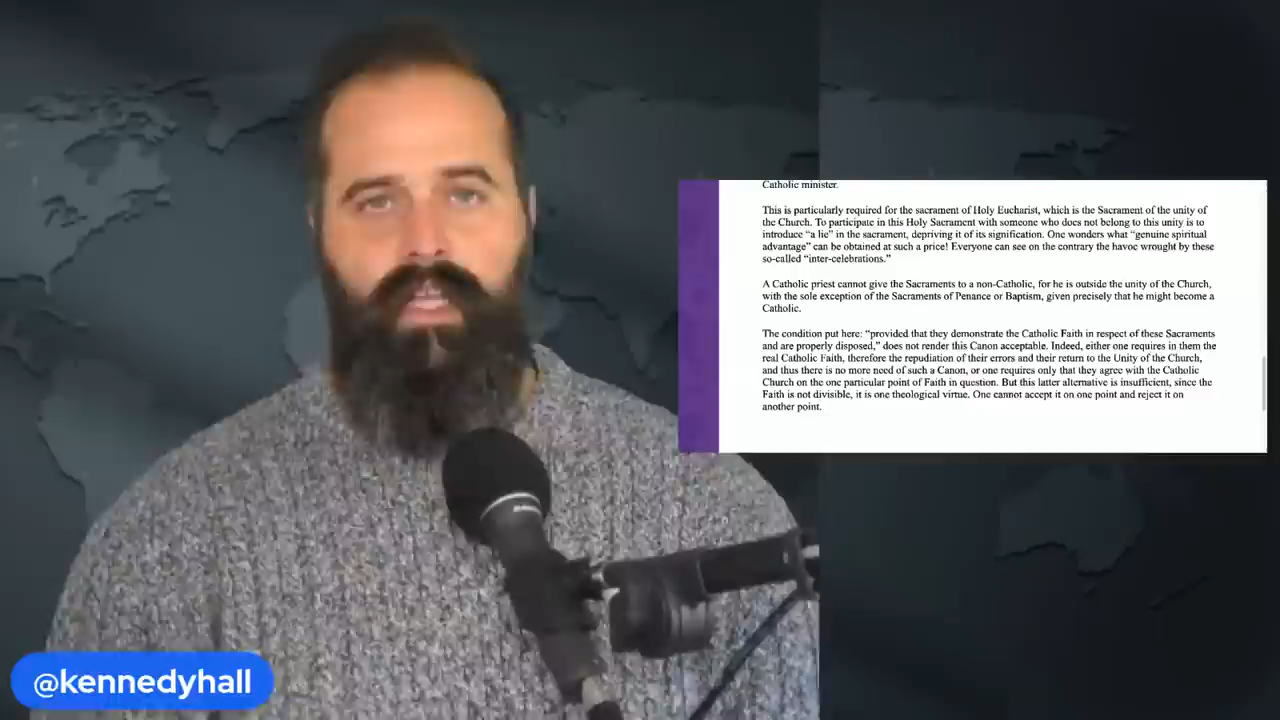 Catholic minister.
This is particularly required for the sacrament of Holy Eucharist, which is the Sacrament of the unity of
the Church. To participate in this Holy Sacrament with someone who does not belong to this unity is to
introduce “a lie” in the sacrament, depriving it of its signification. One wonders what “genuine spiritual
advantage” can be obtained at such a price! Everyone can see on the contrary the havoc wrought by these
so-called “inter-celebrations.”
A Catholic priest cannot give the Sacraments to a non-Catholic, for he is outside the unity of the Church,
with the sole exception of the Sacraments of Penance or Baptism, given precisely that he might become a
Catholic.
The condition put here: “provided that they demonstrate the Catholic Faith in respect of these Sacraments
and are properly disposed,” does not render this Canon acceptable. Indeed, either one requires in them the
real Catholic Faith, therefore the repudiation of their errors and their return to the Unity of the Church,
and thus there is no more need of such a Canon, or one requires only that they agree with the Catholic
Church on the one particular point of Faith in question. But this latter alternative is insufficient, since the
Faith is not divisible, it is one theological virtue. One cannot accept it on one point and reject it on
another point.
@kennedyhall